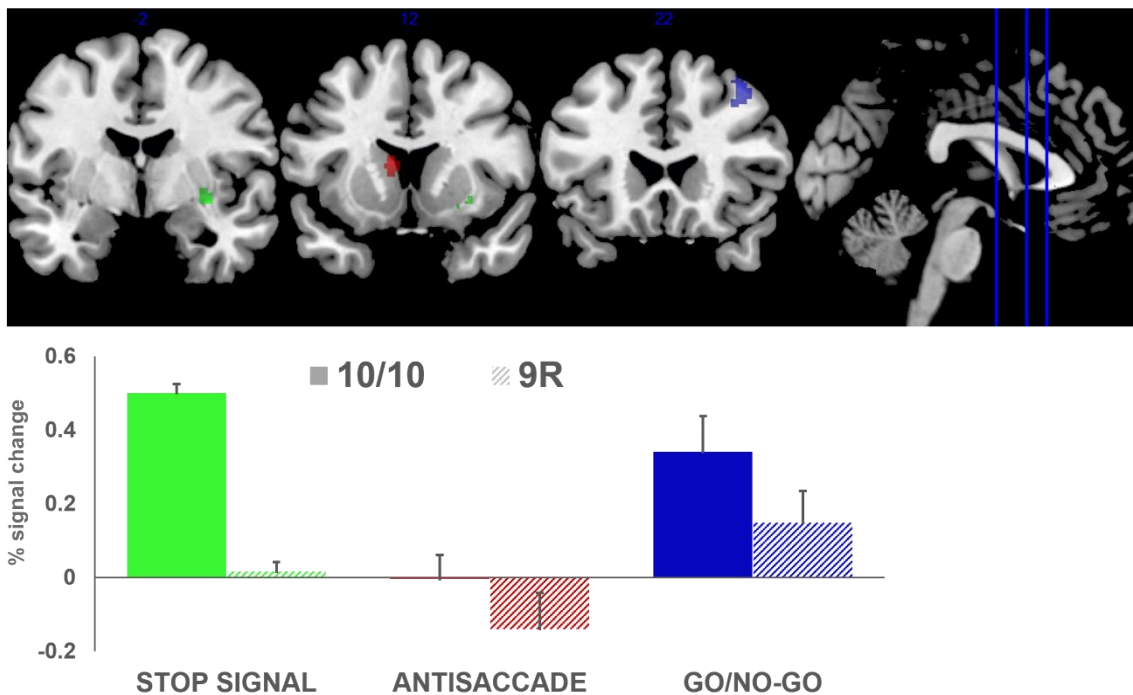 -2 12 22
0.6
10/10 9R
0.4
% signal change
0.2
0
-0.2
STOP SIGNAL ANTISACCADE GO/NO-GO